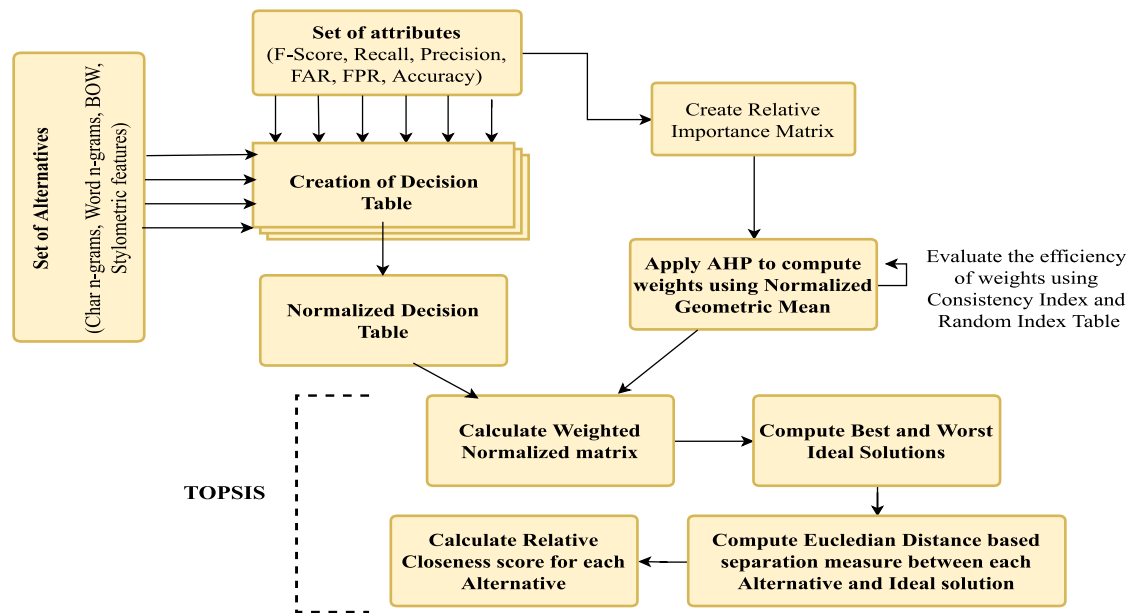 Set of attributes
(F-Score, Recall, Precision,
FAR, FPR, Accuracy)
Set of Alternatives
(Char n-grams, Word n-grams, BOW,
Stylometric features)
Create Relative
Importance Matrix
Creation of Decision
Table
Apply AHP to compute
weights using Normalized
Geometric Mean
Evaluate the efficiency
of weights using
Consistency Index and
Random Index Table
Normalized Decision
Table
TOPSIS
Calculate Weighted
Normalized matrix
Compute Best and Worst
Ideal Solutions
Calculate Relative
Closeness score for each
Alternative
Compute Eucledian Distance based
separation measure between each
Alternative and Ideal solution